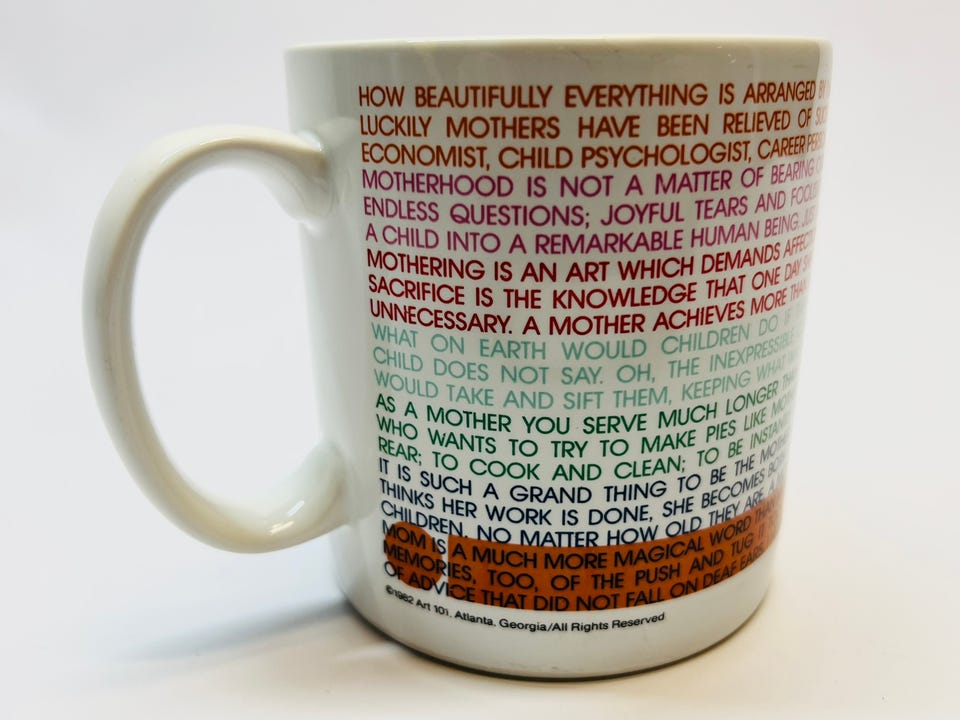 HOW BEAUTIFULLY EVERYTHING IS ARRANGED BY
LUCKILY MOTHERS HAVE BEEN RELIEVED OF
ECONOMIST, CHILD PSYCHOLOGIST, CAREER
MOTHERHOOD IS NOT A MATTER OF BEARING
ENDLESS QUESTIONS; JOYFUL TEARS AND
A CHILD INTO A REMARKABLE HUMAN BEING.
MOTHERING IS AN ART WHICH DEMANDS
SACRIFICE IS THE KNOWLEDGE THAT ONE DAY
UNNECESSARY. A MOTHER ACHIEVES MORE THAN
WHAT ON EARTH WOULD CHILDREN DO IF
CHILD DOES NOT SAY. OH, THE INEXPRESSIBLE
WOULD TAKE AND SIFT THEM, KEEPING WHAT
AS A MOTHER YOU SERVE MUCH LONGER
WHO WANTS TO TRY TO MAKE PIES LIKE
REAR; TO COOK AND CLEAN; TO BE
IT IS SUCH A GRAND THING TO BE THE
THINKS HER WORK IS DONE, SHE BECOMES
CHILDREN, NO MATTER HOW OLD THEY ARE,
MOM IS A MUCH MORE MAGICAL WORD THAN
MEMORIES, TOO, OF THE PUSH AND TUG IT
OF ADVICE THAT DID NOT FALL ON DEAF EARS.
©1982 Art 101, Atlanta, Georgia/All Rights Reserved